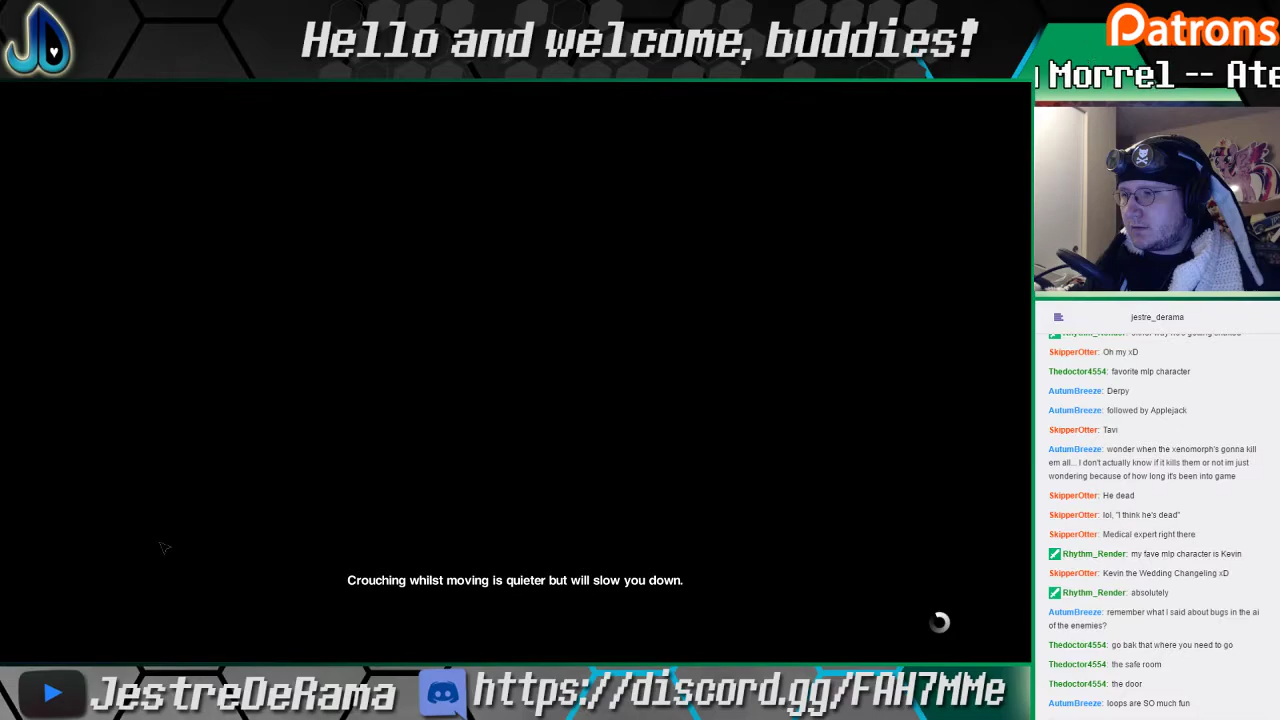 Hello and welcome, buddies!
Patrons
Morrel -- Ate
jestre_derama
SkipperOtter: Oh my xD
Thedoctor4554: favorite mlp character
AutumBreeze: Derpy
AutumBreeze: followed by Applejack
SkipperOtter: Tavi
AutumBreeze: wonder when the xenomorph's gonna kill
em all... I don't actually know if it kills them or not im just
wondering because of how long it's been into game
SkipperOtter: He dead
SkipperOtter: lol, "I think he's dead"
SkipperOtter: Medical expert right there
Rhythm_Render: my fave mlp character is Kevin
SkipperOtter: Kevin the Wedding Changeling xD
Rhythm_Render: absolutely
AutumBreeze: remember what I said about bugs in the ai
of the enemies?
Thedoctor4554: go bak that where you need to go
Thedoctor4554: the safe room
Thedoctor4554: the door
AutumBreeze: loops are SO much fun
Crouching whilst moving is quieter but will slow you down.
JestreDeRama
https://discord.gg/FAH7MMe
JD